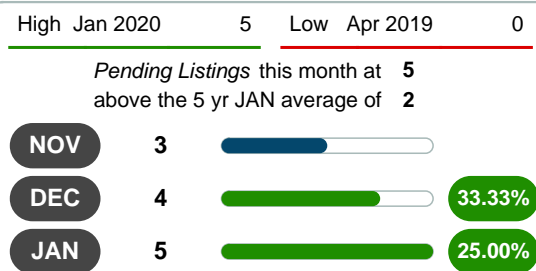 High Jan 2020 5 Low Apr 2019 0
Pending Listings this month at 5
above the 5 yr JAN average of 2
NOV 3
DEC 4 33.33%
JAN 5 25.00%